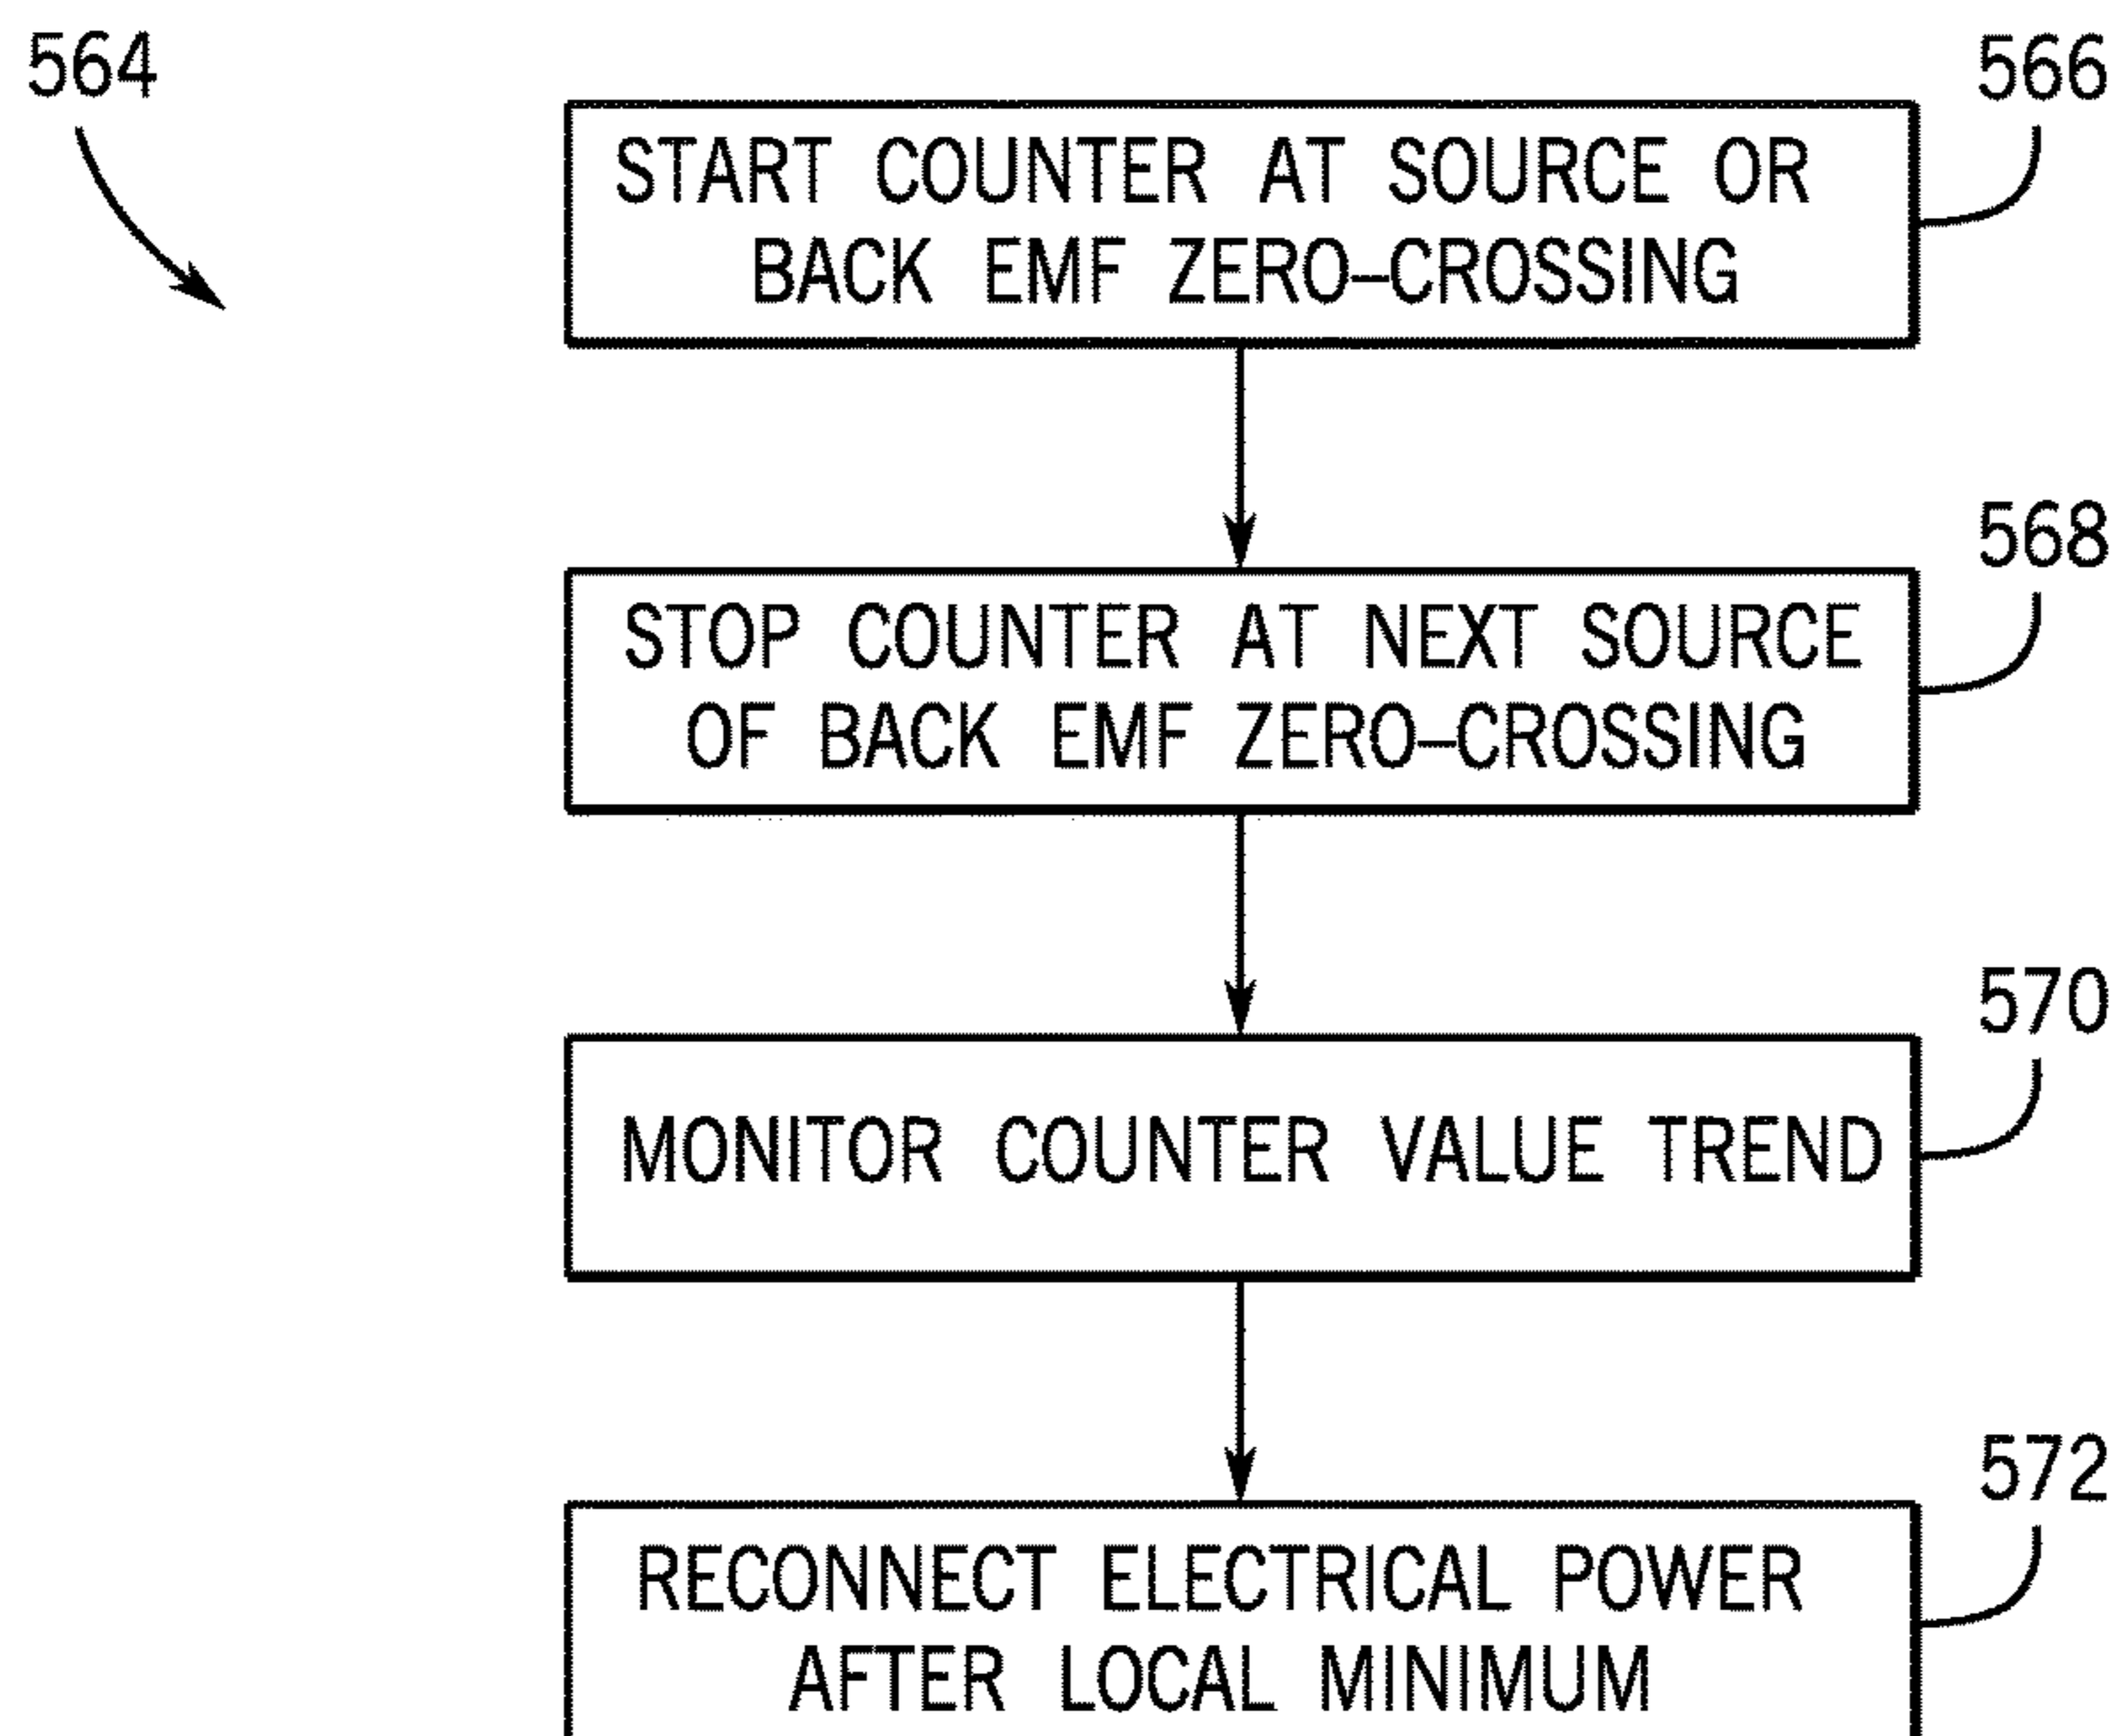 564
566
START COUNTER AT SOURCE OR
BACK EMF ZERO–CROSSING
568
STOP COUNTER AT NEXT SOURCE
OF BACK EMF ZERO–CROSSING
570
MONITOR COUNTER VALUE TREND
572
RECONNECT ELECTRICAL POWER
AFTER LOCAL MINIMUM